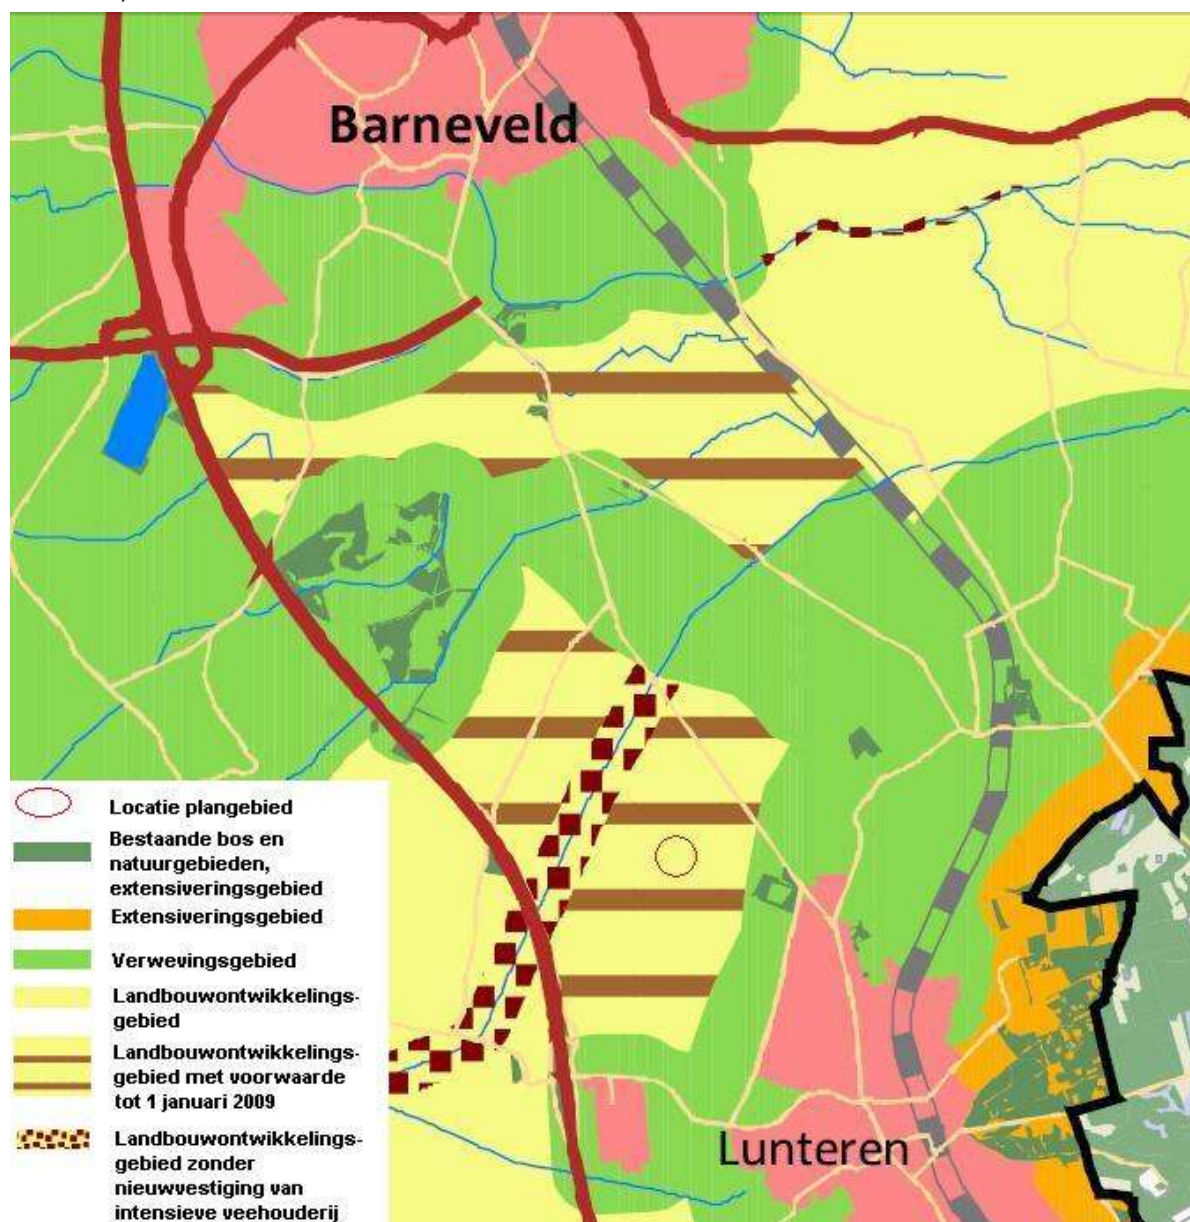 Barneveld
Locatie plangebied
Bestaande bos en
natuurgebieden,
extensiveringsgebied
Extensiveringsgebied
Verwevingsgebied
Landbouwontwikkelings-
gebied
Landbouwontwikkelings-
gebied met voorwaarde
tot 1 januari 2009
Landbouwontwikkelings-
gebied zonder
nieuwvestiging van
intensieve veehouderij
Lunteren